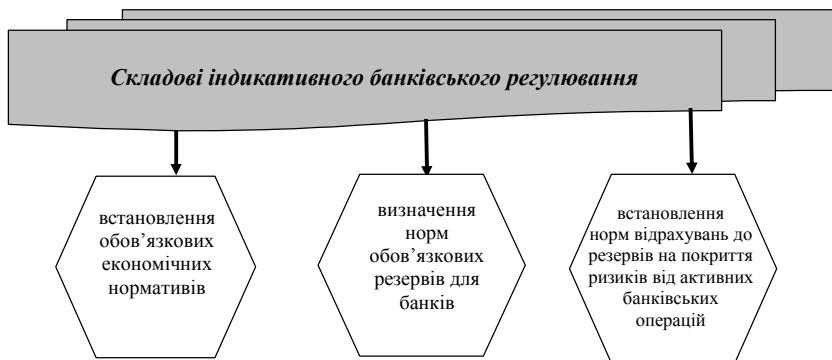 Складові індикативного банківського регулювання
встановлення
обов’язкових
економічних
нормативів
визначення
норм
обов’язкових
резервів для
банків
встановлення
норм відрахувань до
резервів на покриття
ризиків від активних
банківських
операцій